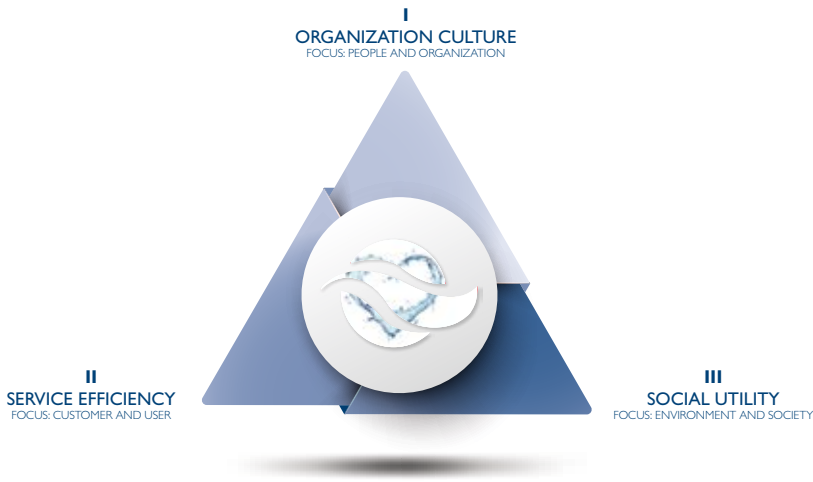 I
ORGANIZATION CULTURE
FOCUS: PEOPLE AND ORGANIZATION
II
SERVICE EFFICIENCY
FOCUS: CUSTOMER AND USER
III
SOCIAL UTILITY
FOCUS: ENVIRONMENT AND SOCIETY